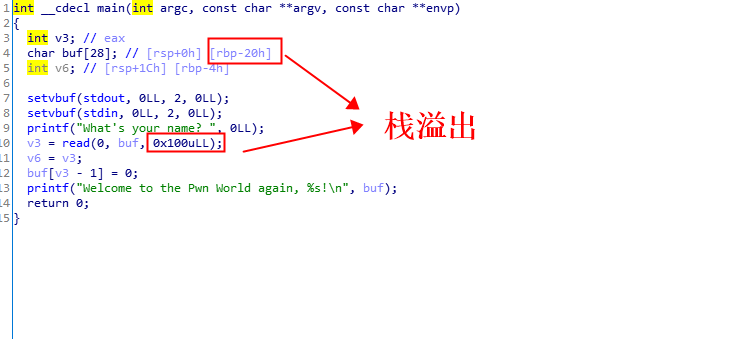 1 int __cdecl main(int argc, const char **argv, const char **envp)
2 {
3 int v3; // eax
4 char buf[28]; // [rsp+0h] [rbp-20h]
5 int v6; // [rsp+1Ch] [rbp-4h]
6
7 setvbuf(stdout, 0LL, 2, 0LL);
8 setvbuf(stdin, 0LL, 2, 0LL);
9 printf("What's your name? ", 0LL);
10 v3 = read(0, buf, 0x100uLL);
11 v6 = v3;
12 buf[v3 - 1] = 0;
13 printf("Welcome to the Pwn World again, %s!\n", buf);
14 return 0;
15 }
栈溢出